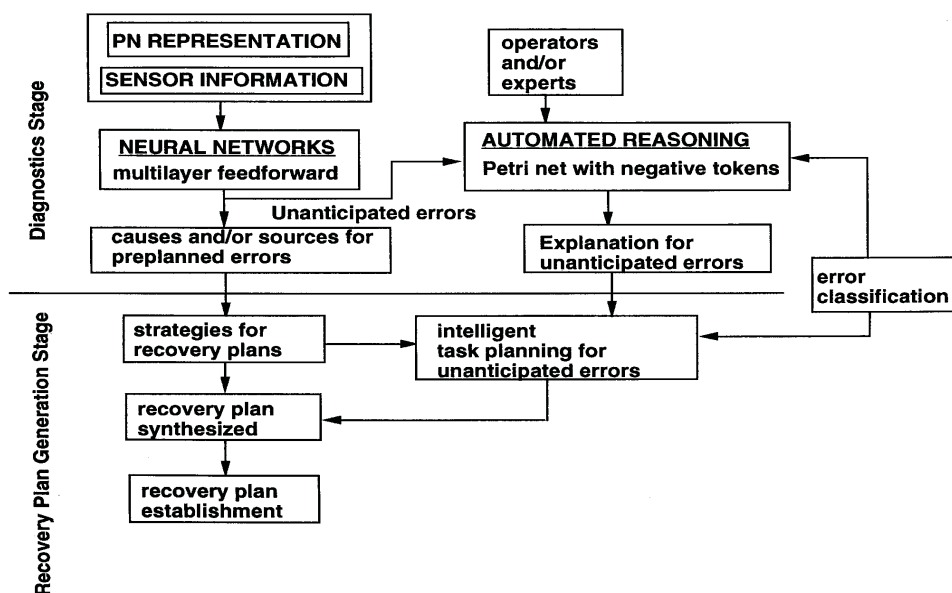 Diagnostics Stage
PN REPRESENTATION
SENSOR INFORMATION
operators
and/or
experts
NEURAL NETWORKS
multilayer feedforward
AUTOMATED REASONING
Petri net with negative tokens
Unanticipated errors
causes and/or sources for
preplanned errors
Explanation for
unanticipated errors
error
classification
Recovery Plan Generation Stage
strategies for
recovery plans
intelligent
task planning for
unanticipated errors
recovery plan
synthesized
recovery plan
establishment